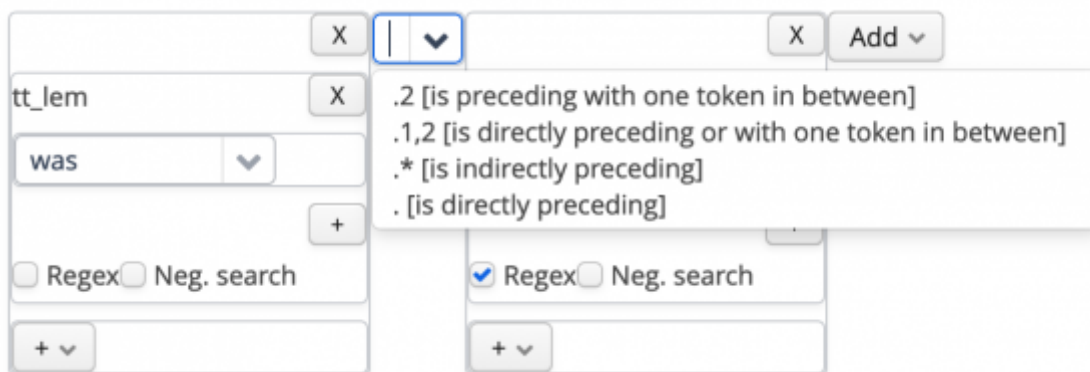 X X Add
tt_lem X
.2 [is preceding with one token in between]
.1,2 [is directly preceding or with one token in between]
was
.* [is indirectly preceding]
. [is directly preceding]
+
Regex Neg. search Regex Neg. search
+ +